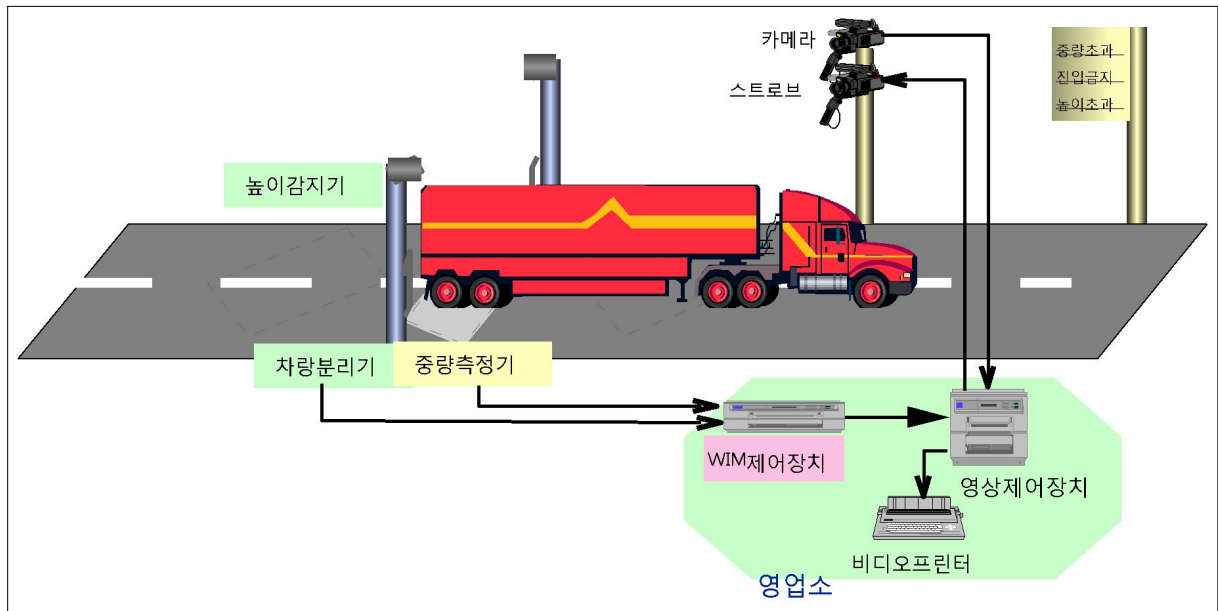 카메라
스트로브
중량초과
진입금지
높이초과
높이감지기
차량분리기
중량측정기
WIM제어장치
영상제어장치
비디오프린터
영업소